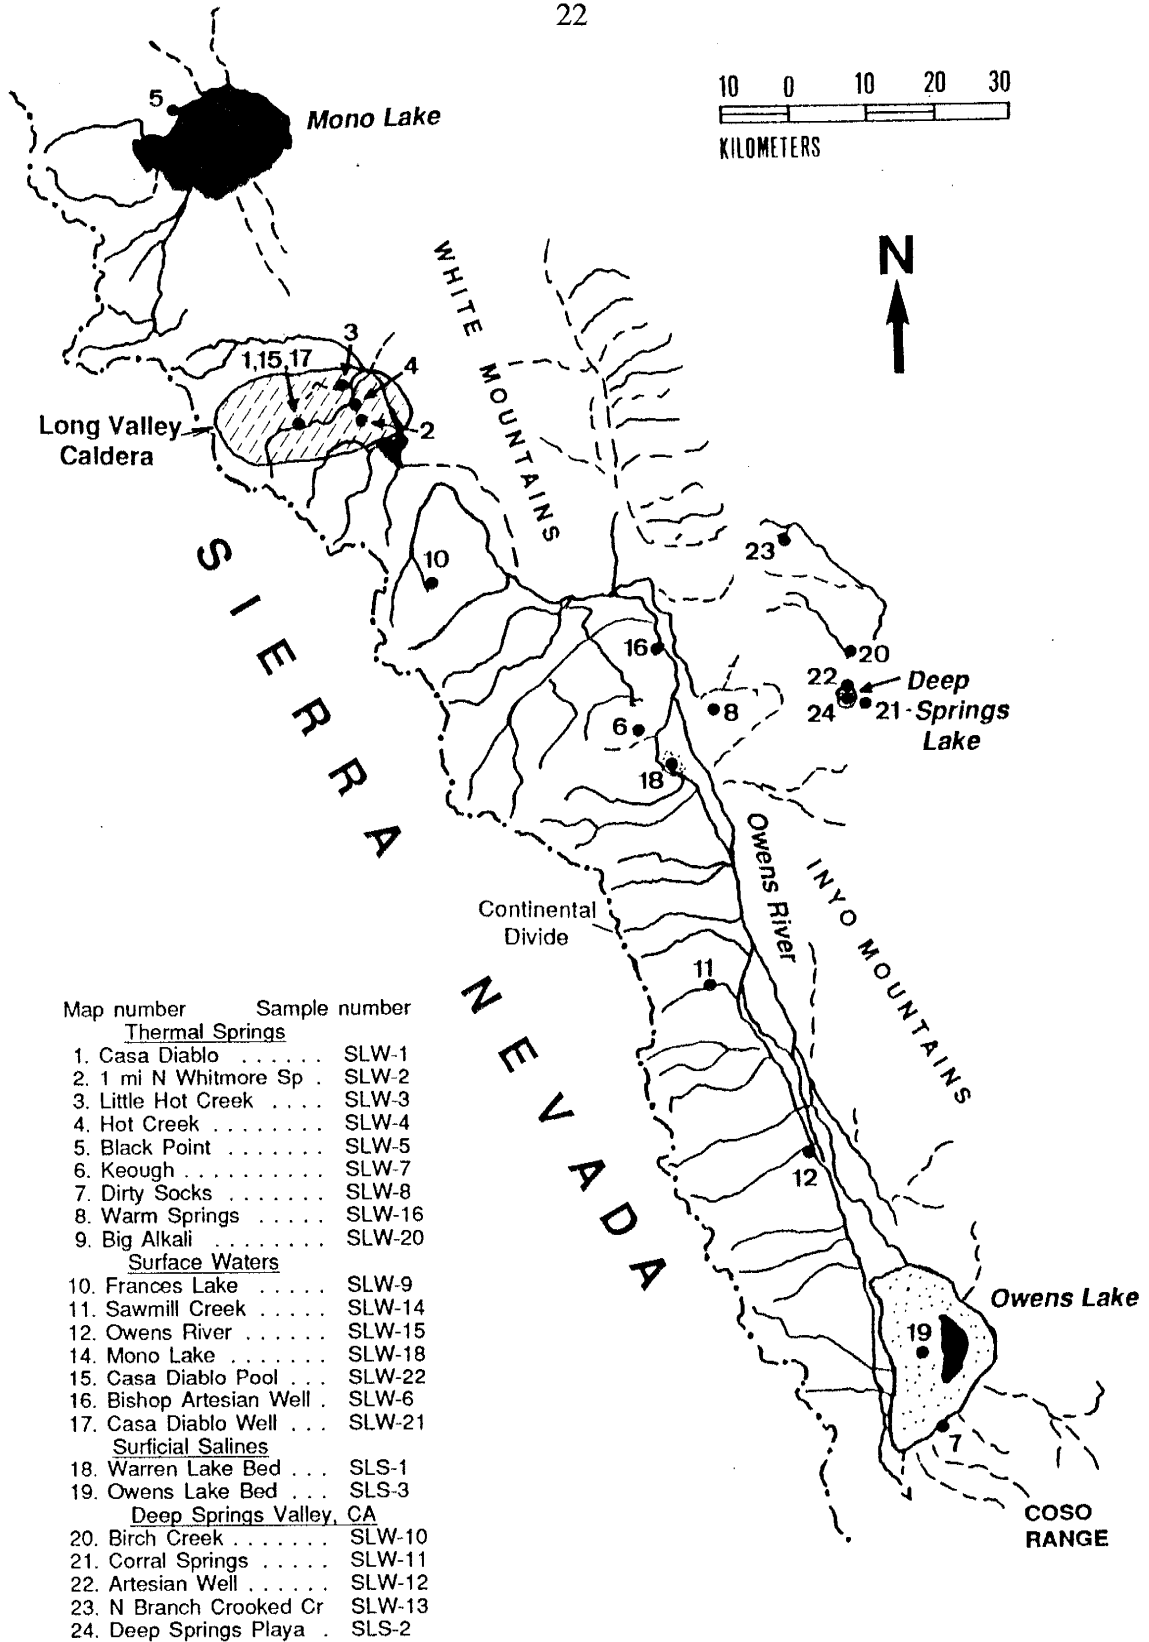 22
5
Mono Lake
10 0 10 20 30
KILOMETERS
N
WHITE MOUNTAINS
3
1,15,17
4
2
Long Valley
Caldera
10
23
16
20
22
Deep
24
21
Springs
Lake
8
6
18
SIERRA NEVADA
Owens River
INYO MOUNTAINS
Continental
Divide
11
12
Owens Lake
19
7
COSO
RANGE
Map number Sample number
Thermal Springs
1. Casa Diablo . . . . . . SLW-1
2. 1 mi N Whitmore Sp . SLW-2
3. Little Hot Creek . . . . SLW-3
4. Hot Creek . . . . . . . . SLW-4
5. Black Point . . . . . . . SLW-5
6. Keough . . . . . . . . . . SLW-7
7. Dirty Socks . . . . . . . SLW-8
8. Warm Springs . . . . . SLW-16
9. Big Alkali . . . . . . . . SLW-20
Surface Waters
10. Frances Lake . . . . . SLW-9
11. Sawmill Creek . . . . . SLW-14
12. Owens River . . . . . . SLW-15
14. Mono Lake . . . . . . . SLW-18
15. Casa Diablo Pool . . . SLW-22
16. Bishop Artesian Well . SLW-6
17. Casa Diablo Well . . . SLW-21
Surficial Salines
18. Warren Lake Bed . . . SLS-1
19. Owens Lake Bed . . . SLS-3
Deep Springs Valley, CA
20. Birch Creek . . . . . . . SLW-10
21. Corral Springs . . . . . SLW-11
22. Artesian Well . . . . . . SLW-12
23. N Branch Crooked Cr SLW-13
24. Deep Springs Playa . SLS-2